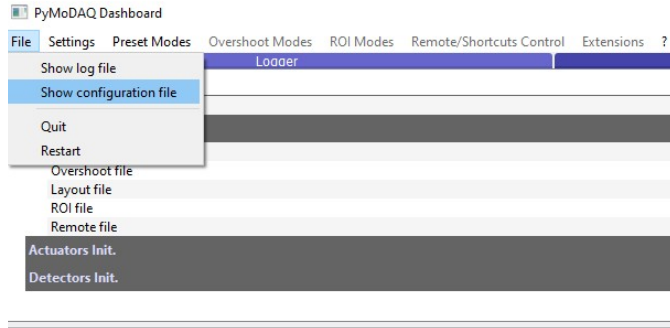 PyMoDAQ Dashboard
File Settings Preset Modes Overshoot Modes ROI Modes Remote/Shortcuts Control Extensions ?
Show log file
Logger
Show configuration file
Quit
Restart
Overshoot file
Layout file
ROI file
Remote file
Actuators Init.
Detectors Init.